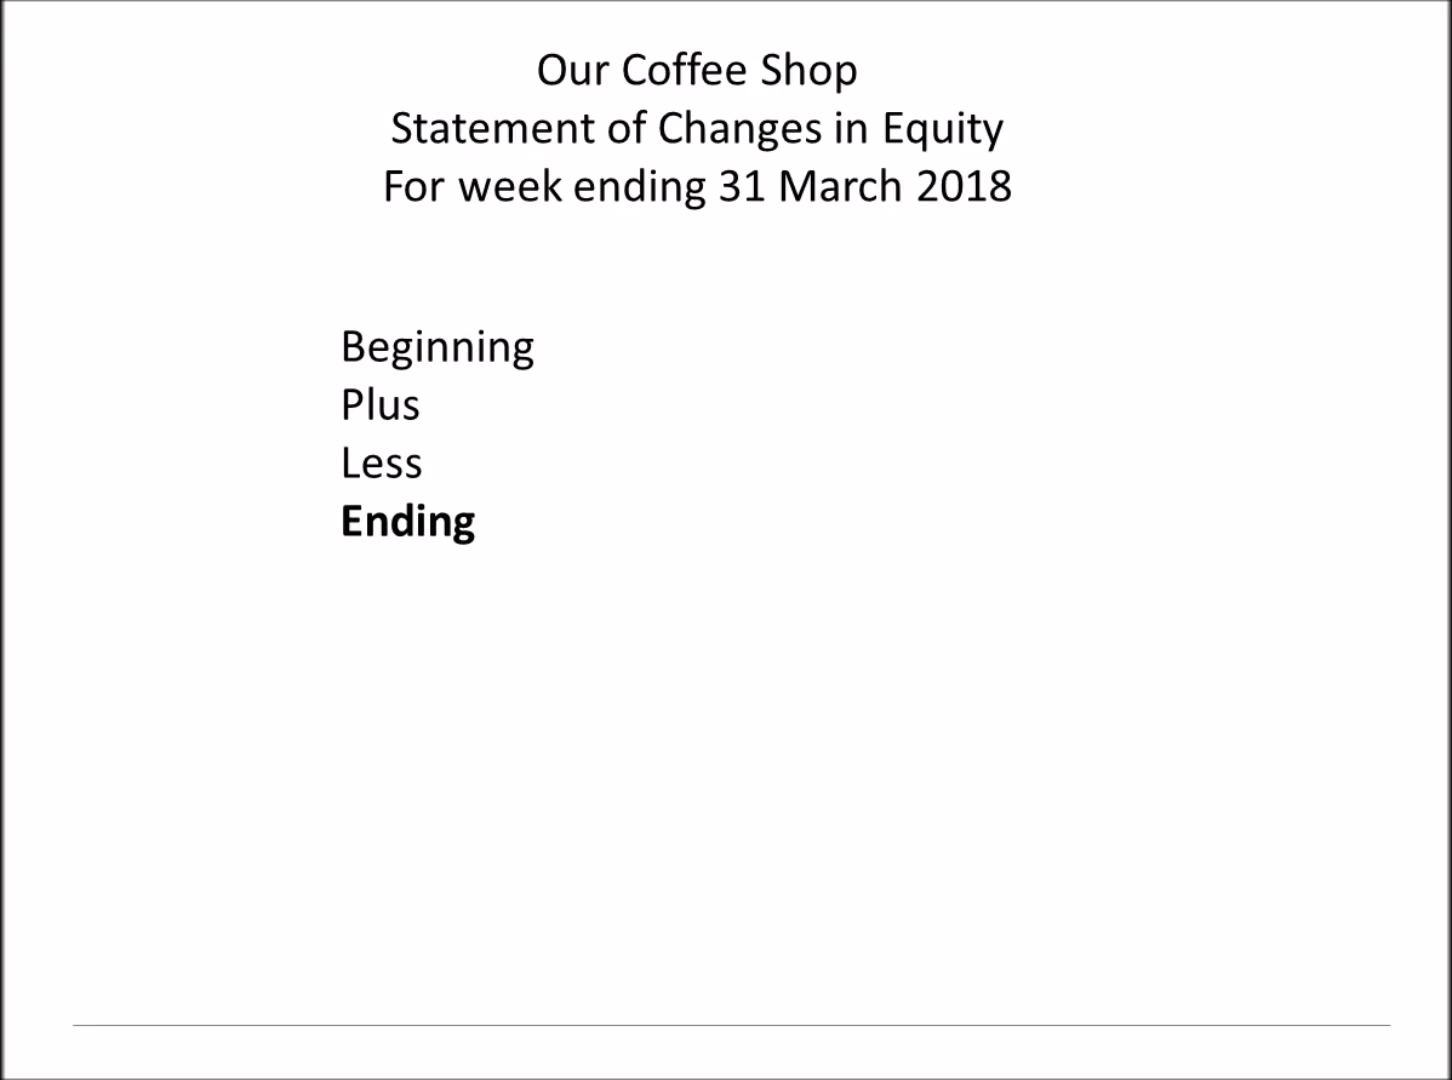 Our Coffee Shop
Statement of Changes in Equity
For week ending 31 March 2018
Beginning
Plus
Less
Ending